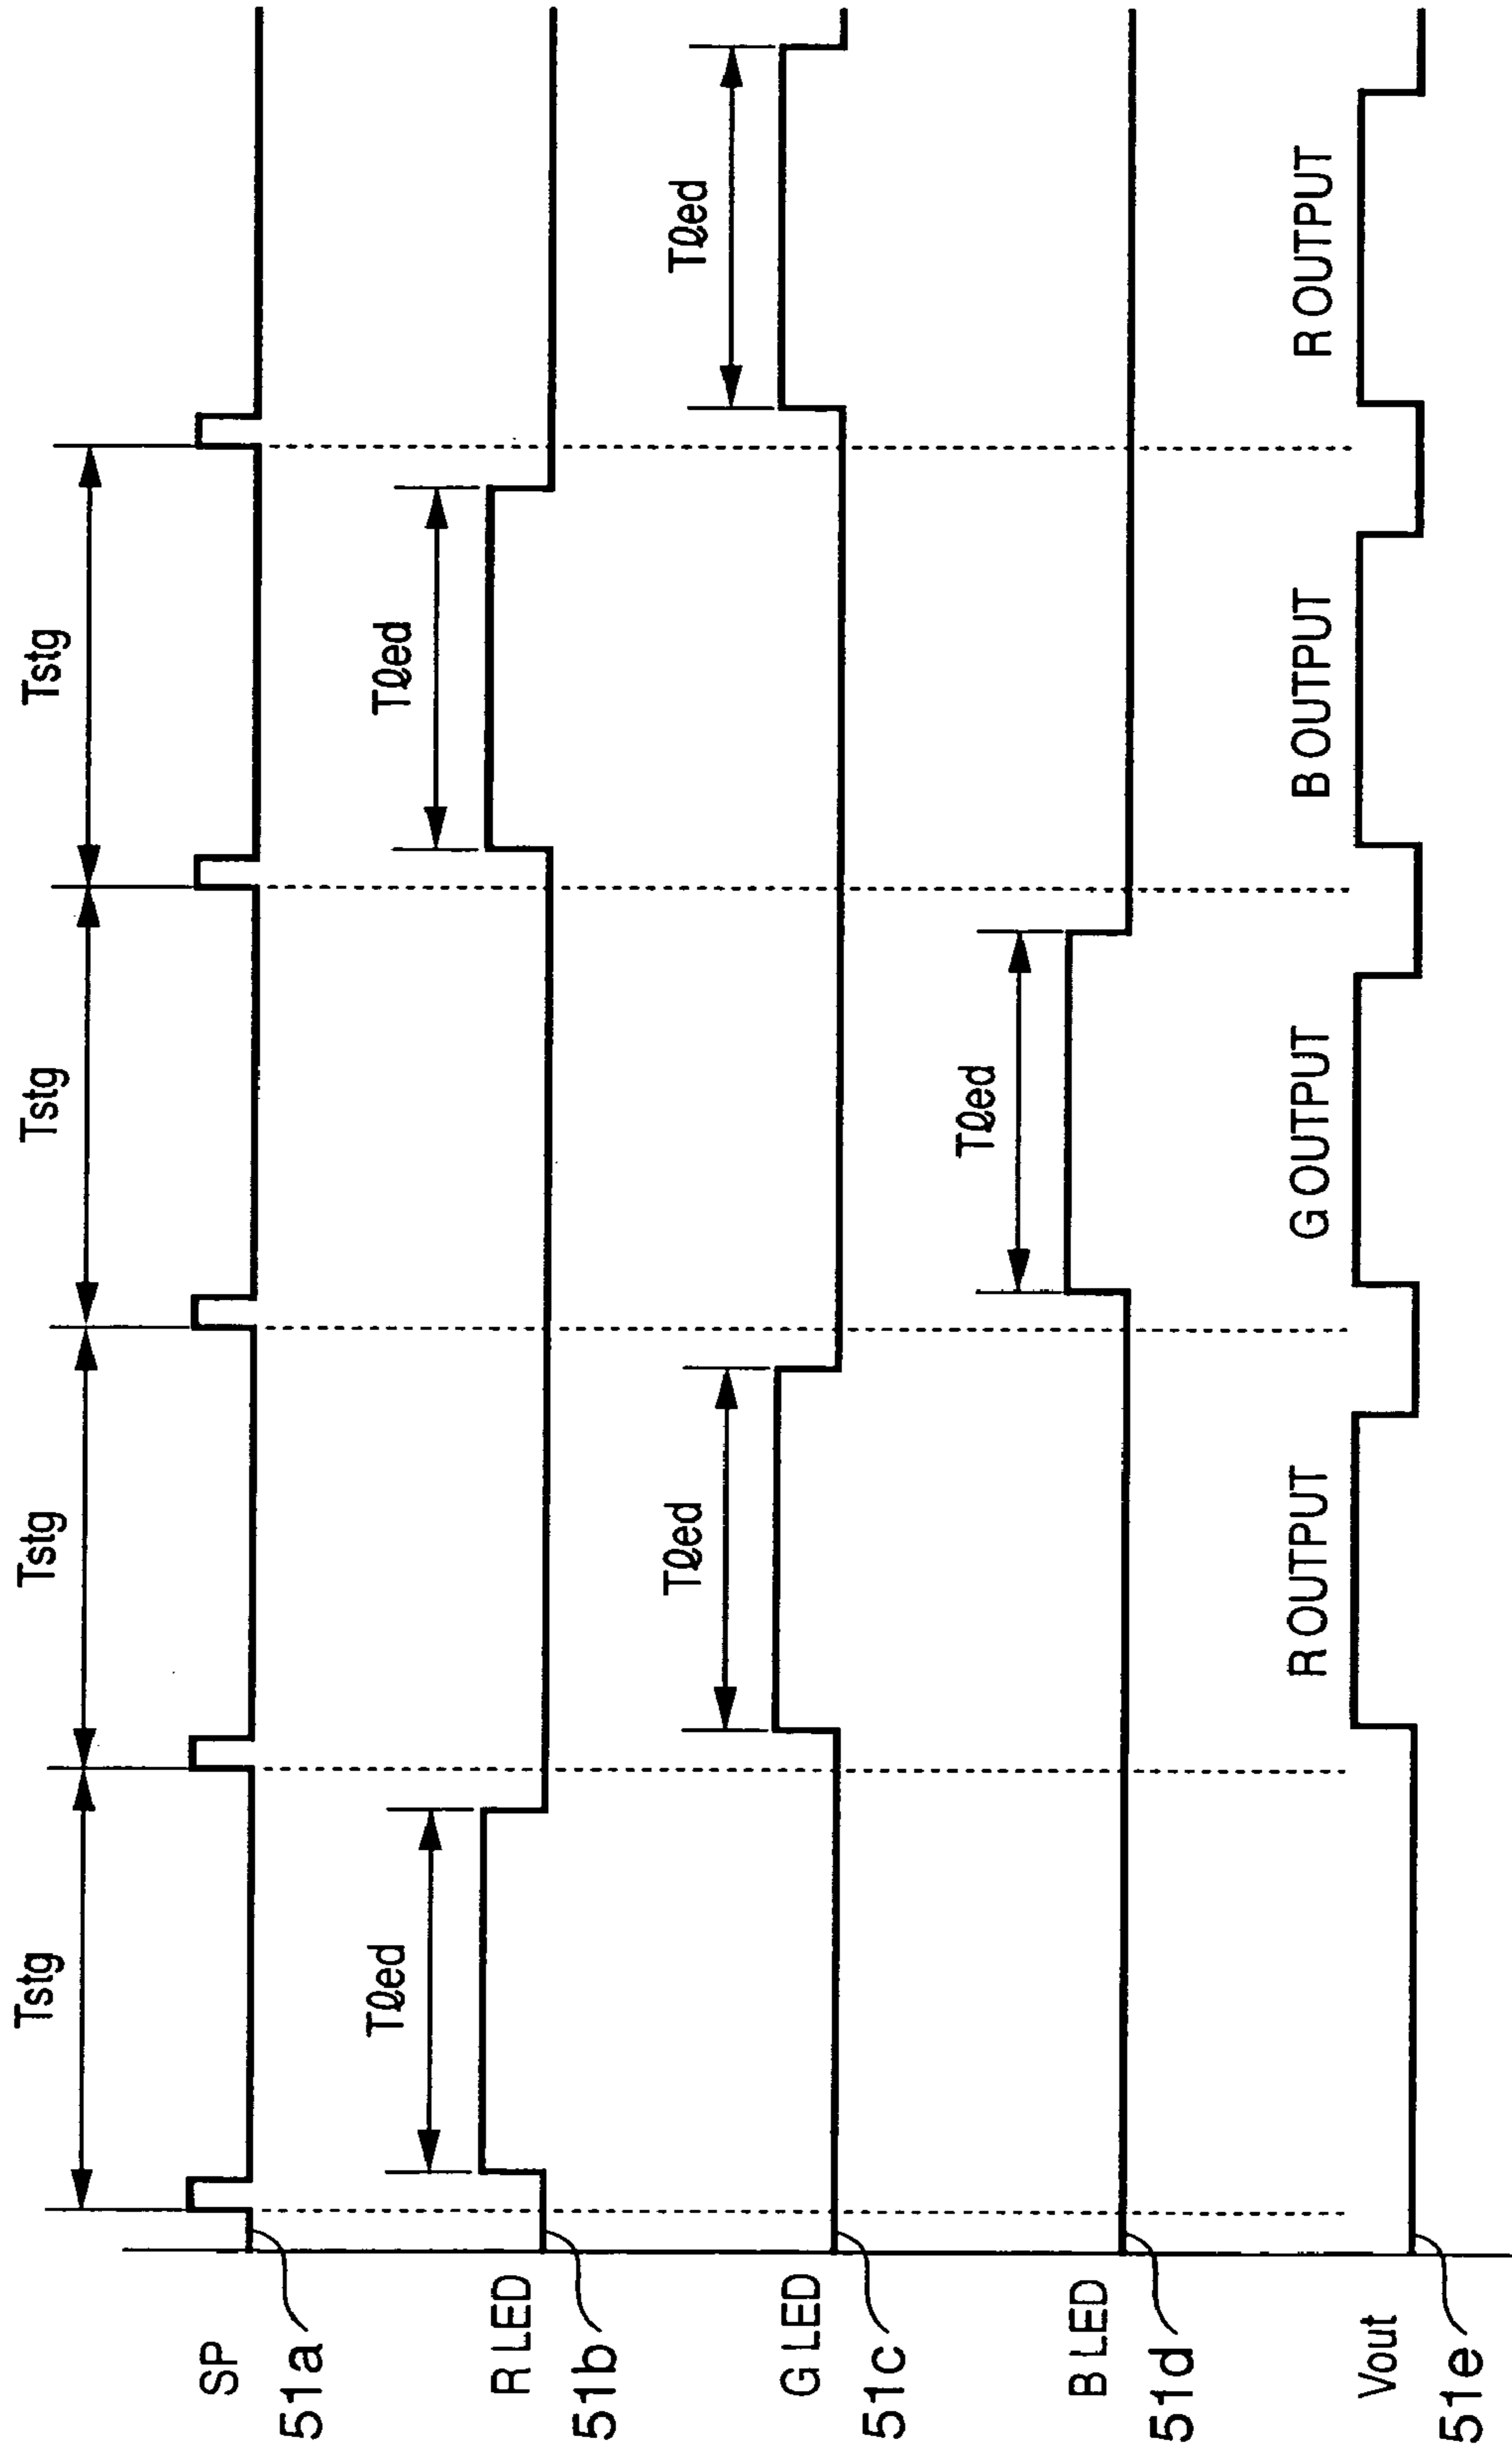 Tstg Tstg Tstg Tstg
SP
51a
Tℓed Tℓed
R LED
51b
Tℓed Tℓed
G LED
51c
Tℓed
B LED
51d
R OUTPUT G OUTPUT B OUTPUT R OUTPUT
Vout
51e